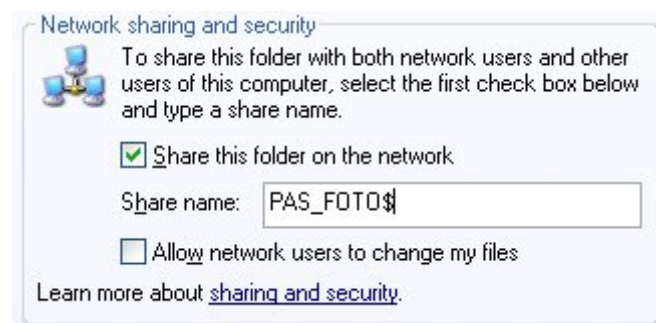 Network sharing and security
To share this folder with both network users and other
users of this computer, select the first check box below
and type a share name.
Share this folder on the network
Share name: PAS_FOTO$
Allow network users to change my files
Learn more about sharing and security.